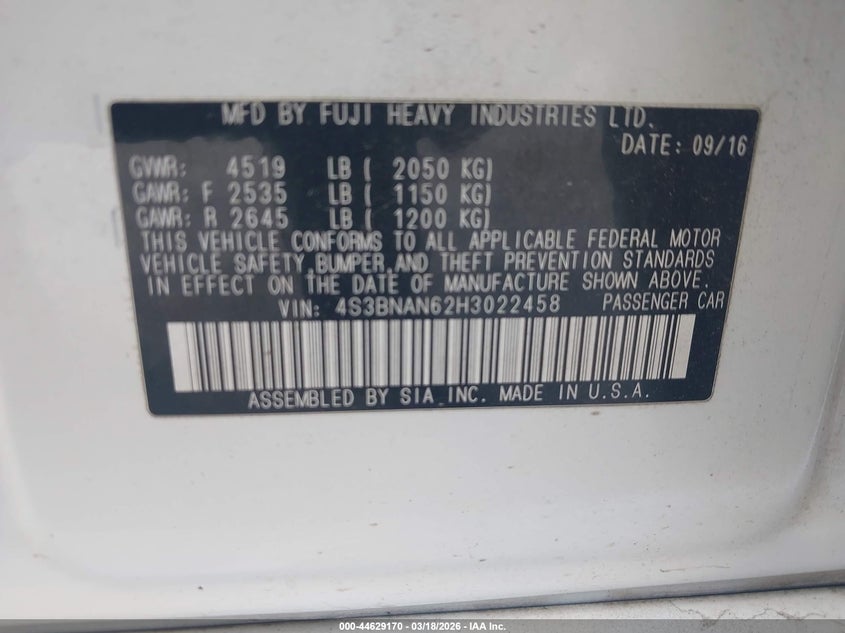 MFD BY FUJI HEAVY INDUSTRIES LTD.
DATE: 09/16
GVWR: 4519 LB ( 2050 KG)
GAWR: F 2535 LB ( 1150 KG)
GAWR: R 2645 LB ( 1200 KG)
THIS VEHICLE CONFORMS TO ALL APPLICABLE FEDERAL MOTOR
VEHICLE SAFETY,BUMPER,AND THEFT PREVENTION STANDARDS
IN EFFECT ON THE DATE OF MANUFACTURE SHOWN ABOVE.
VIN: 4S3BNAN62H3022458 PASSENGER CAR
ASSEMBLED BY SIA,INC. MADE IN U.S.A.
000-44629170 - 03/18/2026 - IAA Inc.